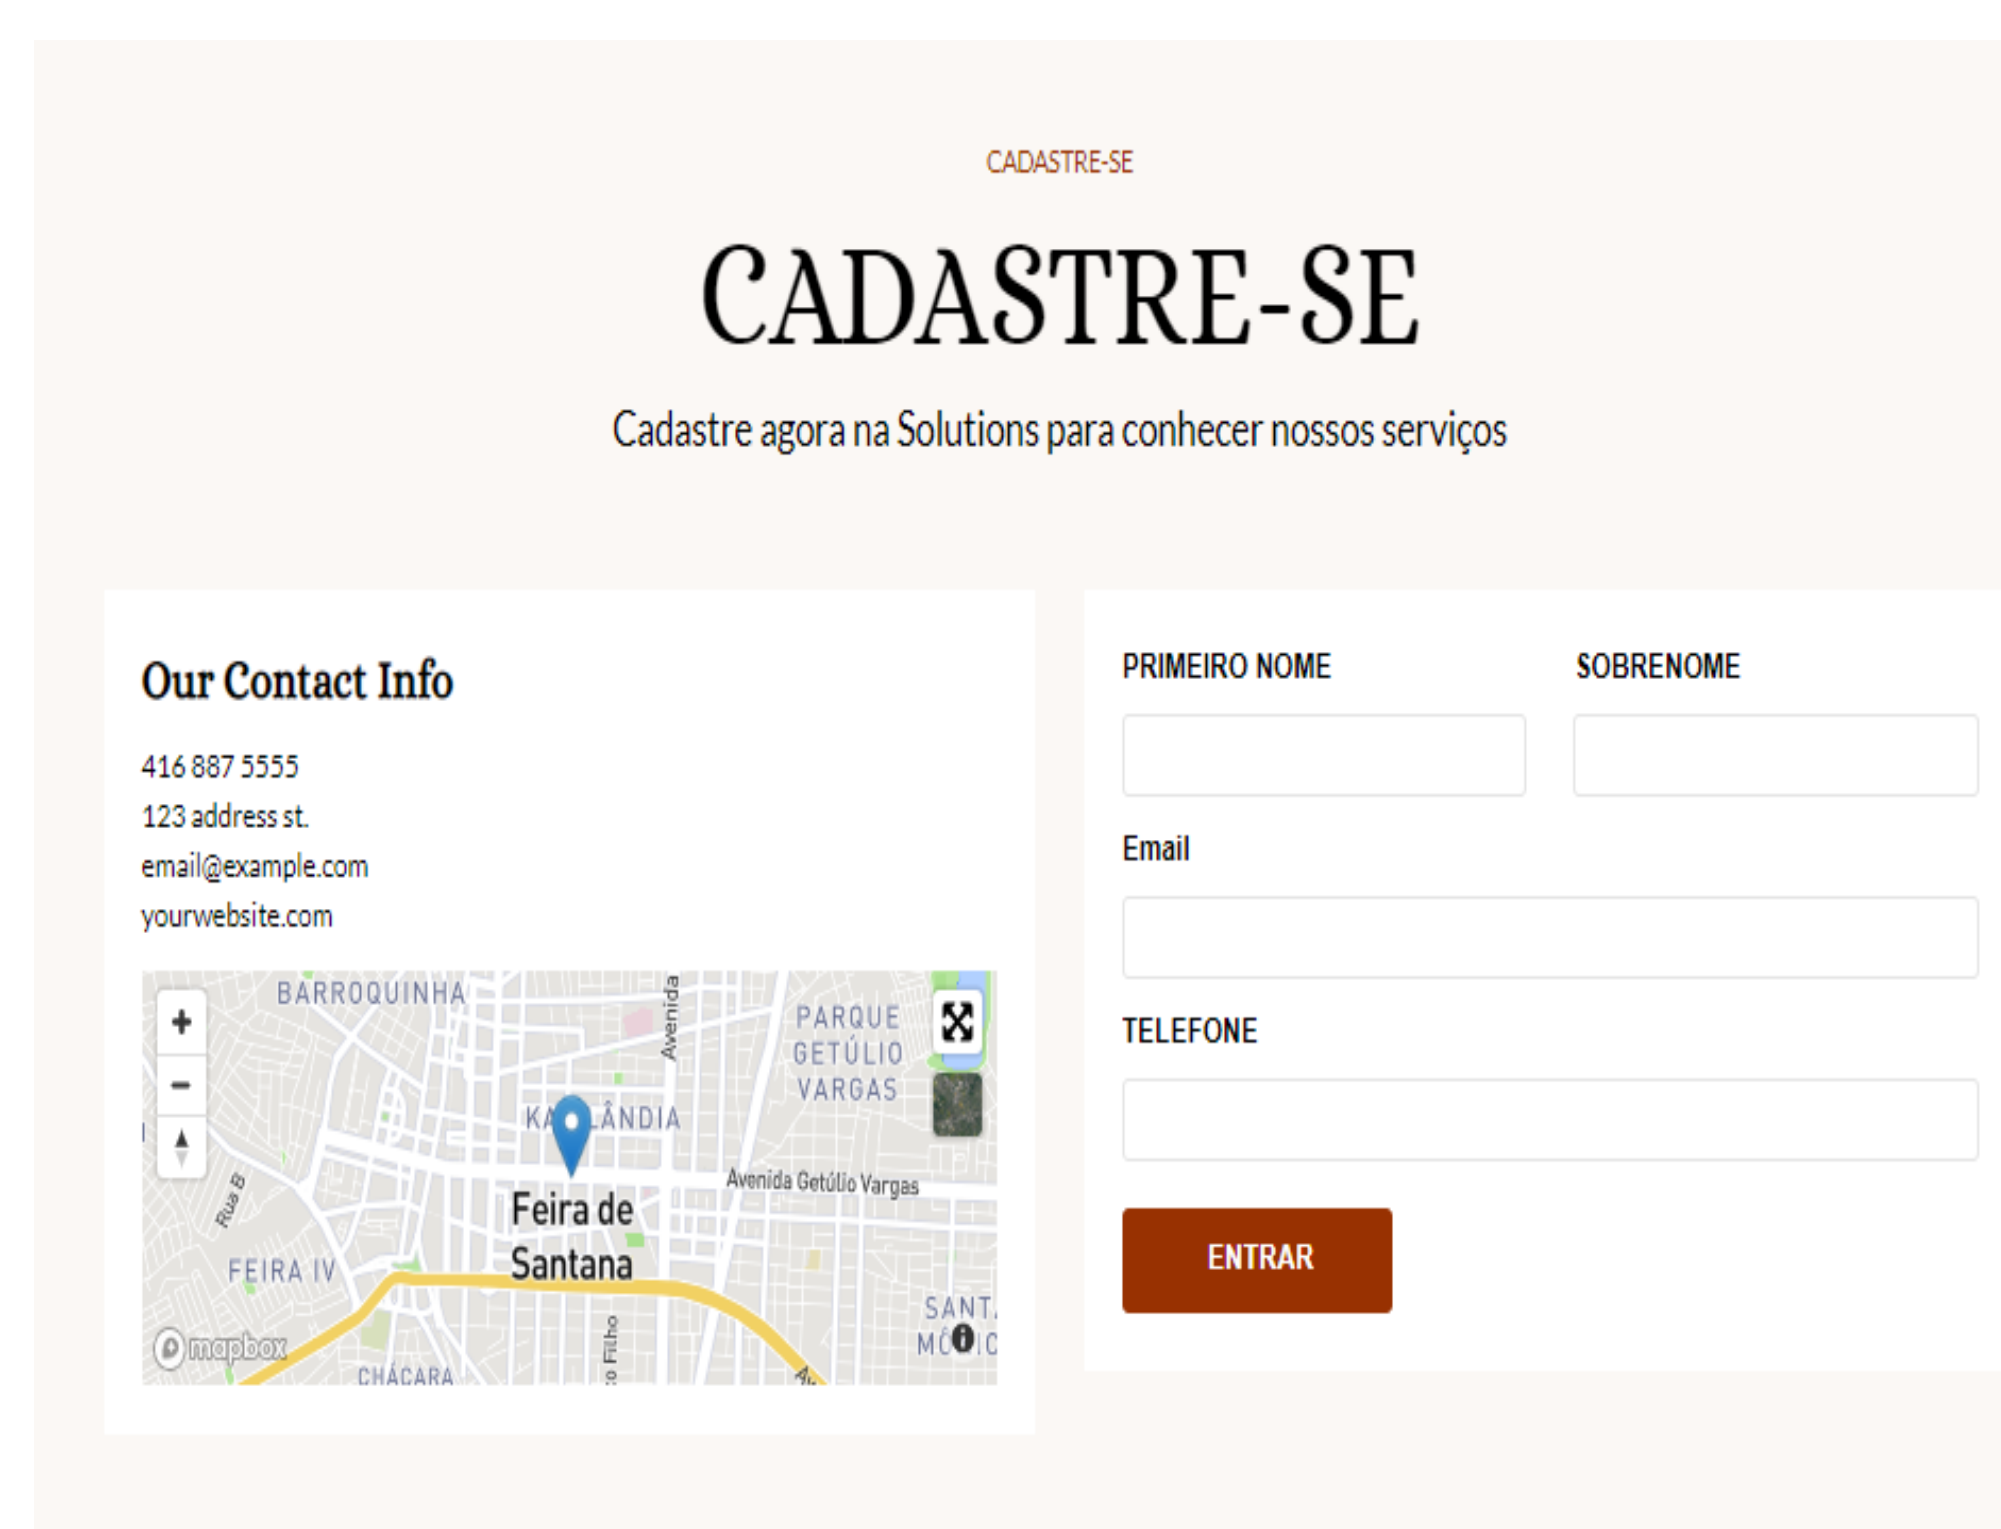 CADASTRE-SE
CADASTRE-SE
Cadastre agora na Solutions para conhecer nossos serviços
Our Contact Info
416 887 5555
123 address st.
email@example.com
yourwebsite.com
BARROQUINHA
Avenida
PARQUE
GETÚLIO
VARGAS
Avenida Getúlio Vargas
Rua B
Feira de
Santana
FEIRA IV
Filho
mapbox
CHÁCARA
PRIMEIRO NOME
SOBRENOME
Email
TELEFONE
ENTRAR